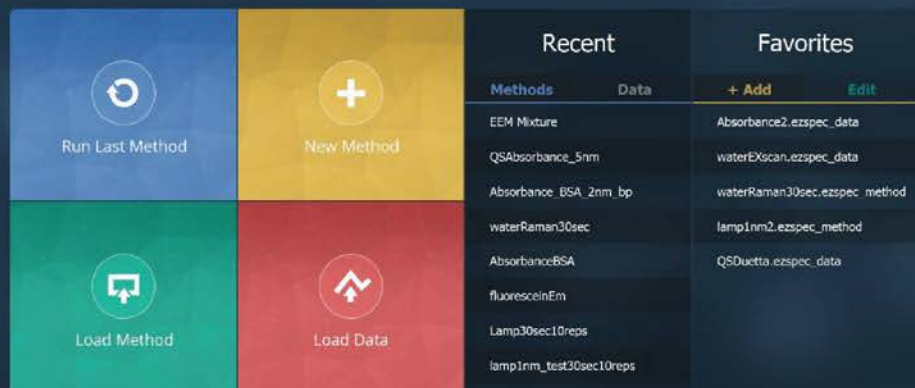 Run Last Method
New Method
Load Method
Load Data
Recent
Methods Data
EEM Mixture
QSAbsorbance_5nm
Absorbance_BSA_2nm_bp
waterRaman30sec
AbsorbanceBSA
fluoresceinEm
Lamp30sec10reps
lamp1nm_test30sec10reps
Favorites
+ Add Edit
Absorbance2.ezspec_data
waterEXscan.ezspec_data
waterRaman30sec.ezspec_method
lamp1nm2.ezspec_method
QSDuetta.ezspec_data